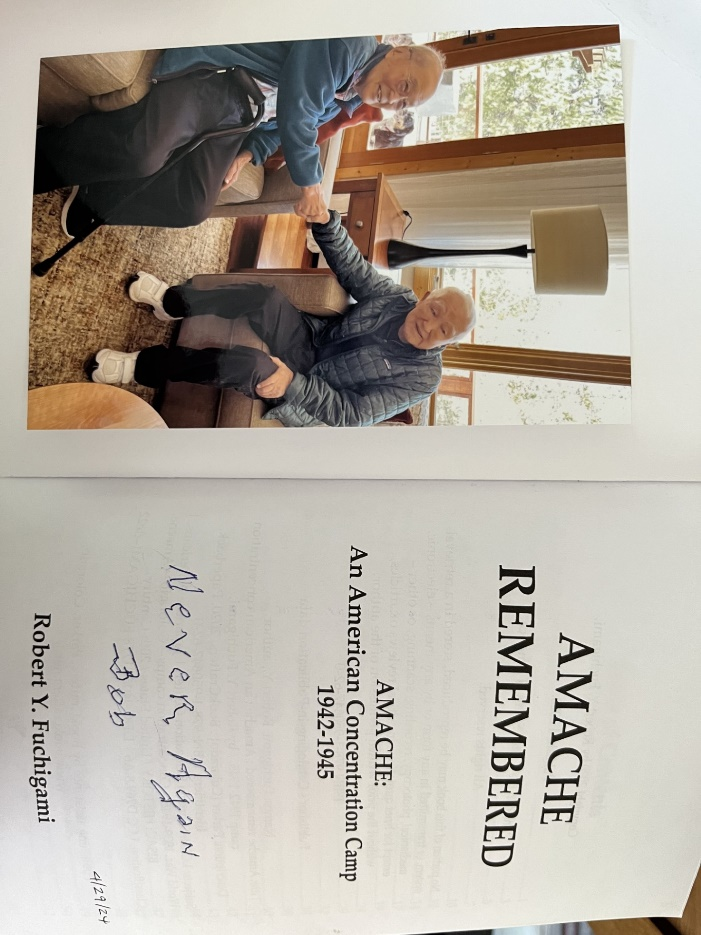 AMACHE
REMEMBERED
AMACHE:
An American Concentration Camp
1942-1945
Never Again
Bob
Robert Y. Fuchigami
4/29/24